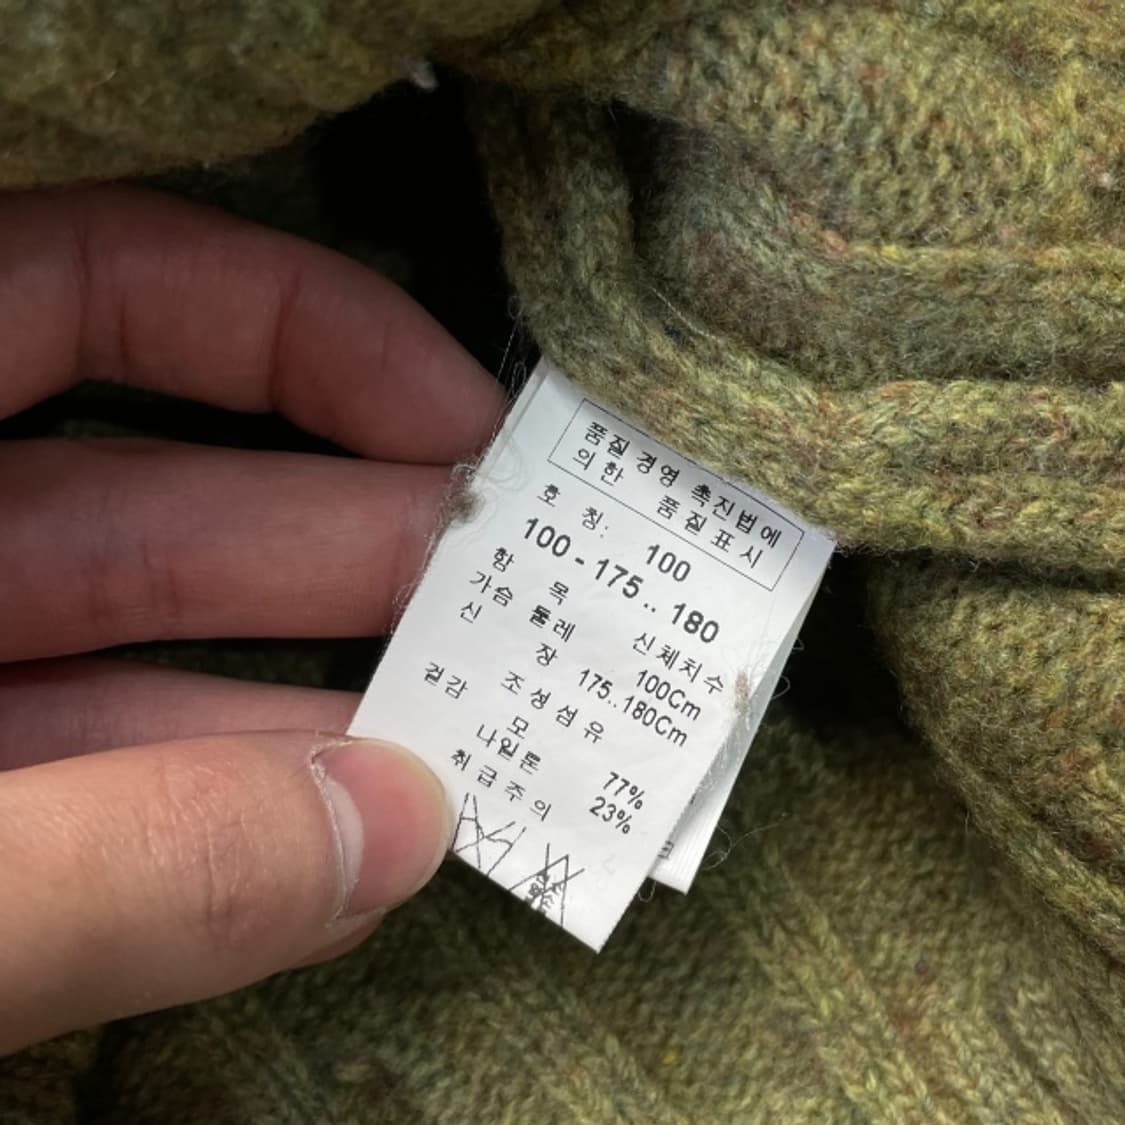 품질경영 촉진법에
의한 품질표시
호 칭: 100
100-175..180
항 목 신체치수
가슴 둘레 100Cm
신 장 175..180Cm
겉감 조성섬유
모 77%
나일론 23%
취급주의
염소